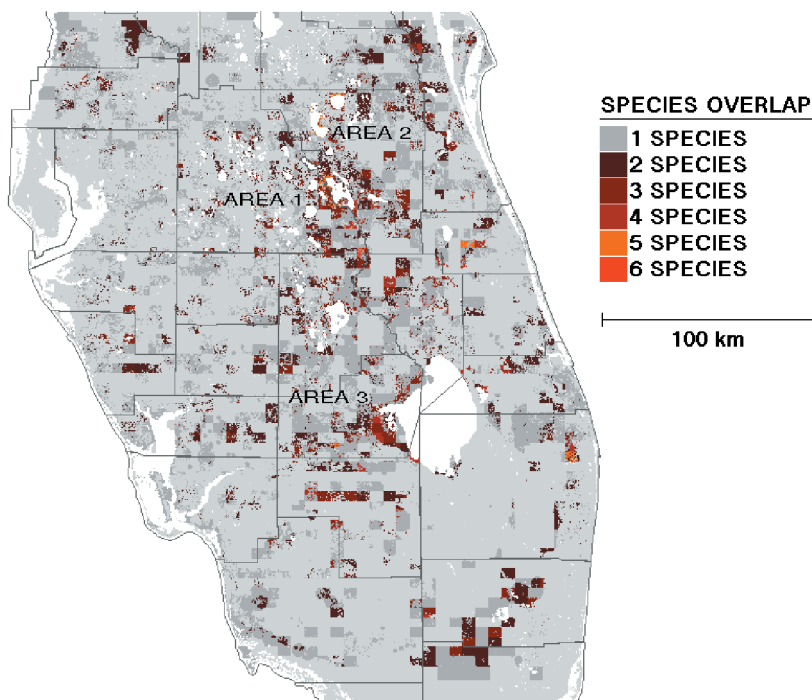 AREA 2
AREA 1
AREA 3
SPECIES OVERLAP
1 SPECIES
2 SPECIES
3 SPECIES
4 SPECIES
5 SPECIES
6 SPECIES
100 km